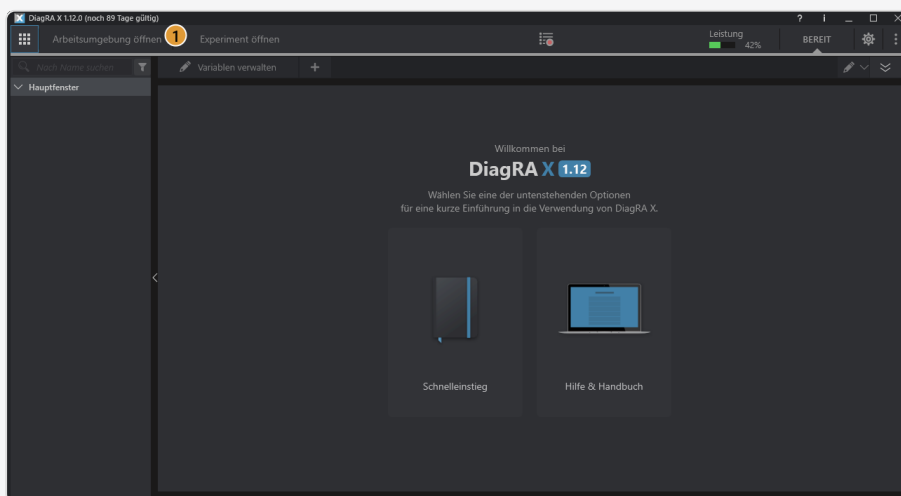 DiagRA X 1.12.0 (noch 89 Tage gültig)
? i
Arbeitsumgebung öffnen 1 Experiment öffnen
Leistung
42%
BEREIT
Nach Name suchen
Variablen verwalten +
Hauptfenster
Willkommen bei
DiagRA X 1.12
Wählen Sie eine der untenstehenden Optionen
für eine kurze Einführung in die Verwendung von DiagRA X.
Schnelleinstieg
Hilfe & Handbuch